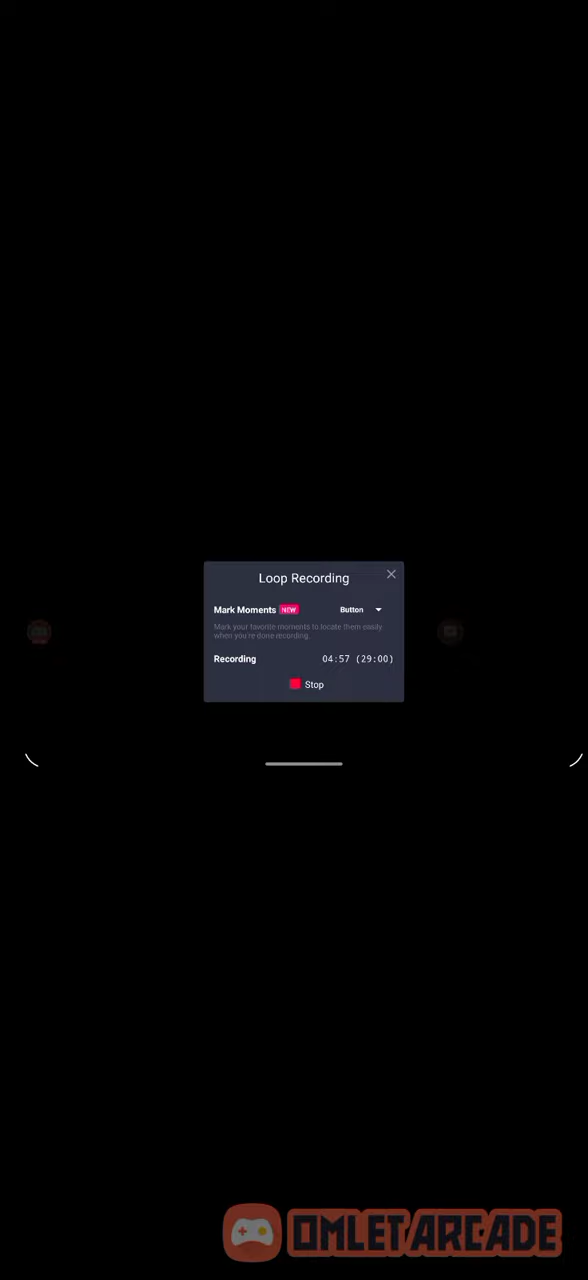 Loop Recording
Mark Moments NEW Button
Mark your favorite moments to locate them easily
when you're done recording.
Recording 04:57 (29:00)
Stop
OMLET ARCADE